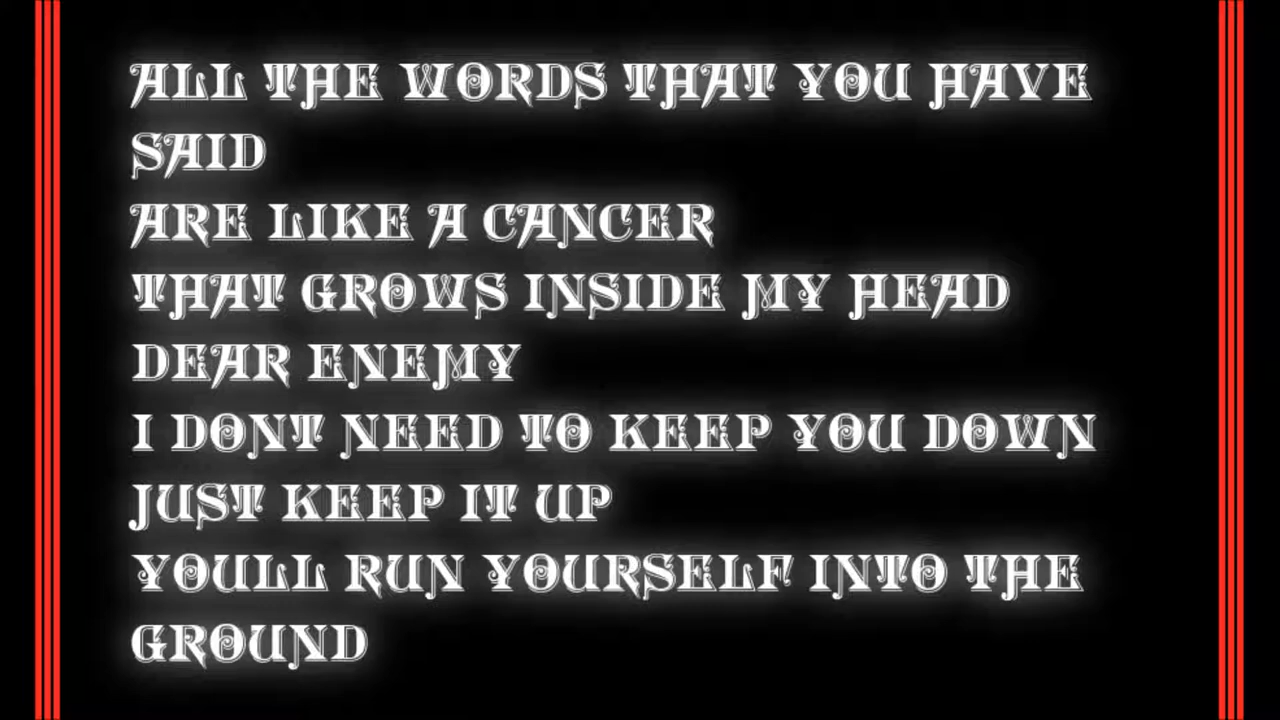 ALL THE WORDS THAT YOU HAVE
SAID
ARE LIKE A CANCER
THAT GROWS INSIDE MY HEAD
DEAR ENEMY
I DONT NEED TO KEEP YOU DOWN
JUST KEEP IT UP
YOULL RUN YOURSELF INTO THE
GROUND